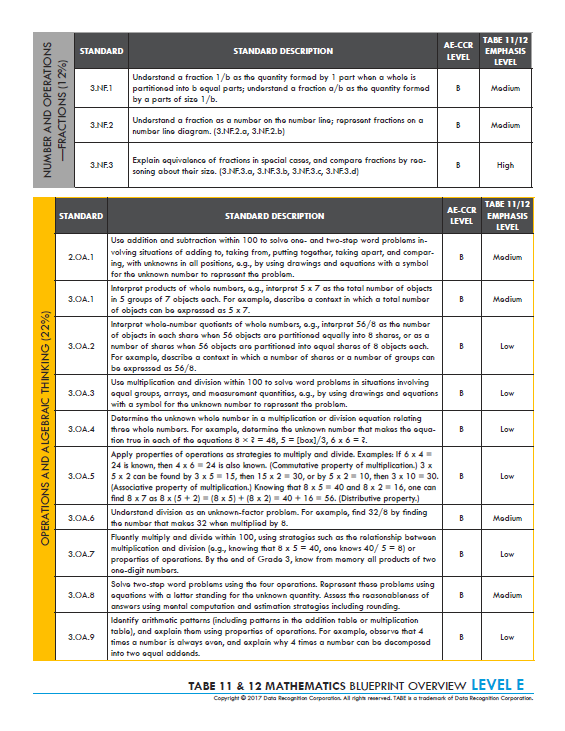 NUMBER AND OPERATIONS
—FRACTIONS (12%)
STANDARD
STANDARD DESCRIPTION
AE-CCR
LEVEL
TABE 11/12
EMPHASIS
LEVEL
3.NF.1
Understand a fraction 1/b as the quantity formed by 1 part when a whole is
partitioned into b equal parts; understand a fraction a/b as the quantity formed
by a parts of size 1/b.
B
Medium
3.NF.2
Understand a fraction as a number on the number line; represent fractions on a
number line diagram. (3.NF.2.a, 3.NF.2.b)
B
Medium
3.NF.3
Explain equivalence of fractions in special cases, and compare fractions by rea-
soning about their size. (3.NF.3.a, 3.NF.3.b, 3.NF.3.c, 3.NF.3.d)
B
High
OPERATIONS AND ALGEBRAIC THINKING (22%)
STANDARD
STANDARD DESCRIPTION
AE-CCR
LEVEL
TABE 11/12
EMPHASIS
LEVEL
2.OA.1
Use addition and subtraction within 100 to solve one- and two-step word problems in-
volving situations of adding to, taking from, putting together, taking apart, and compar-
ing, with unknowns in all positions, e.g., by using drawings and equations with a symbol
for the unknown number to represent the problem.
B
Medium
3.OA.1
Interpret products of whole numbers, e.g., interpret 5 x 7 as the total number of objects
in 5 groups of 7 objects each. For example, describe a context in which a total number
of objects can be expressed as 5 x 7.
B
Medium
3.OA.2
Interpret whole-number quotients of whole numbers, e.g., interpret 56/8 as the number
of objects in each share when 56 objects are partitioned equally into 8 shares, or as a
number of shares when 56 objects are partitioned into equal shares of 8 objects each.
For example, describe a context in which a number of shares or a number of groups can
be expressed as 56/8.
B
Low
3.OA.3
Use multiplication and division within 100 to solve word problems in situations involving
equal groups, arrays, and measurement quantities, e.g., by using drawings and equations
with a symbol for the unknown number to represent the problem.
B
Low
3.OA.4
Determine the unknown whole number in a multiplication or division equation relating
three whole numbers. For example, determine the unknown number that makes the equa-
tion true in each of the equations 8 × ? = 48, 5 = [box]/3, 6 x 6 = ?.
B
Low
3.OA.5
Apply properties of operations as strategies to multiply and divide. Examples: If 6 x 4 =
24 is known, then 4 x 6 = 24 is also known. (Commutative property of multiplication.) 3 x
5 x 2 can be found by 3 x 5 = 15, then 15 x 2 = 30, or by 5 x 2 = 10, then 3 x 10 = 30.
(Associative property of multiplication.) Knowing that 8 x 5 = 40 and 8 x 2 = 16, one can
find 8 x 7 as 8 x (5 + 2) = (8 x 5) + (8 x 2) = 40 + 16 = 56. (Distributive property.)
B
Low
3.OA.6
Understand division as an unknown-factor problem. For example, find 32/8 by finding
the number that makes 32 when multiplied by 8.
B
Medium
3.OA.7
Fluently multiply and divide within 100, using strategies such as the relationship between
multiplication and division (e.g., knowing that 8 x 5 = 40, one knows 40/ 5 = 8) or
properties of operations. By the end of Grade 3, know from memory all products of two
one-digit numbers.
B
Low
3.OA.8
Solve two-step word problems using the four operations. Represent these problems using
equations with a letter standing for the unknown quantity. Assess the reasonableness of
answers using mental computation and estimation strategies including rounding.
B
Medium
3.OA.9
Identify arithmetic patterns (including patterns in the addition table or multiplication
table), and explain them using properties of operations. For example, observe that 4
times a number is always even, and explain why 4 times a number can be decomposed
into two equal addends.
B
Low
TABE 11 & 12 MATHEMATICS BLUEPRINT OVERVIEW LEVEL E
Copyright © 2017 Data Recognition Corporation. All rights reserved. TABE is a trademark of Data Recognition Corporation.